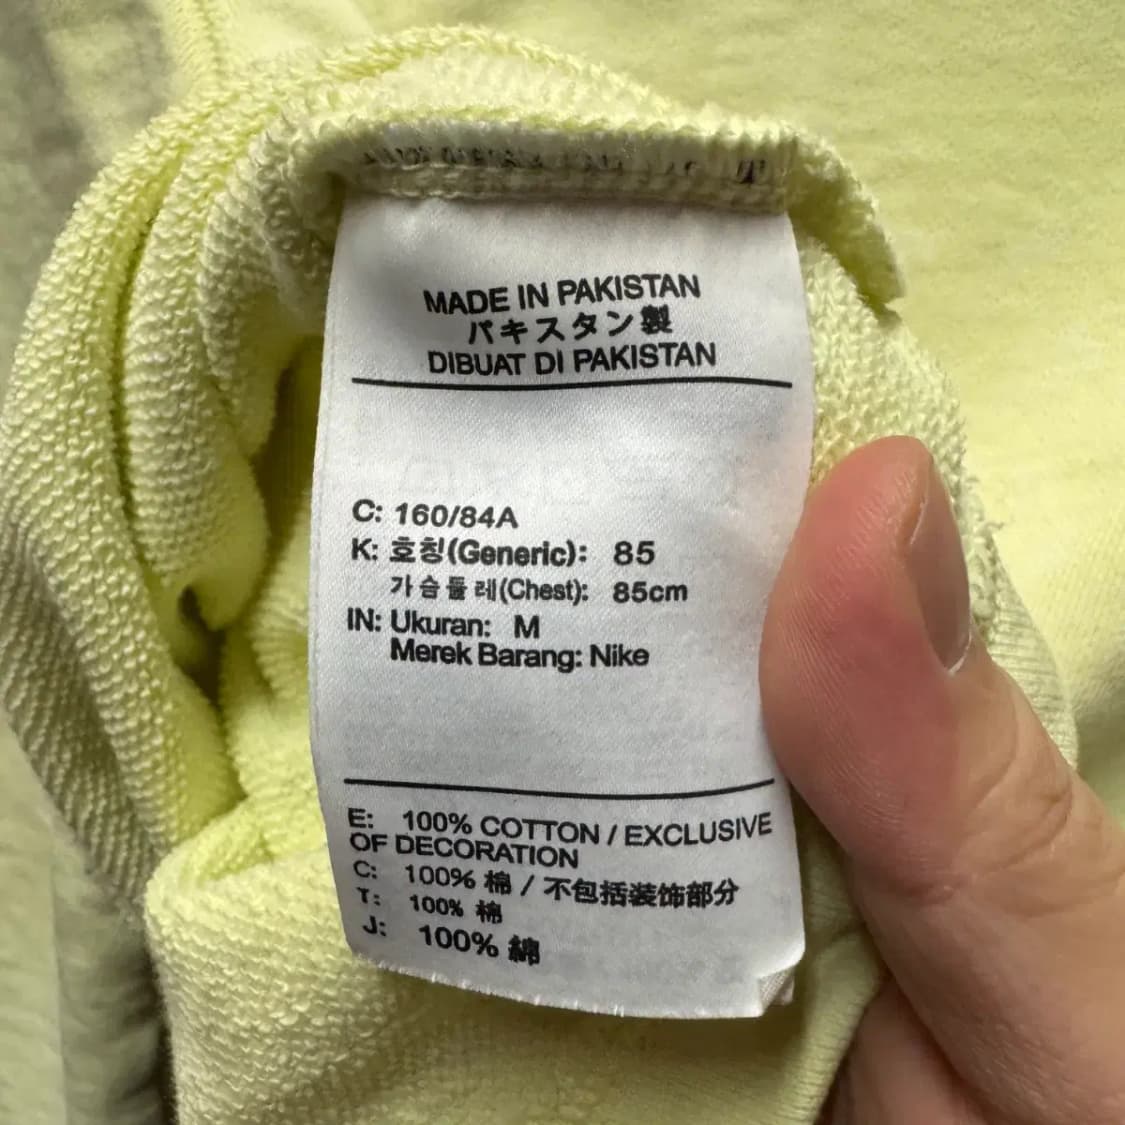 MADE IN PAKISTAN
パキスタン製
DIBUAT DI PAKISTAN
C: 160/84A
K: 호칭(Generic): 85
가슴둘레(Chest): 85cm
IN: Ukuran: M
Merek Barang: Nike
E: 100% COTTON / EXCLUSIVE
OF DECORATION
C: 100% 棉 / 不包括装饰部分
T: 100% 棉
J: 100% 綿